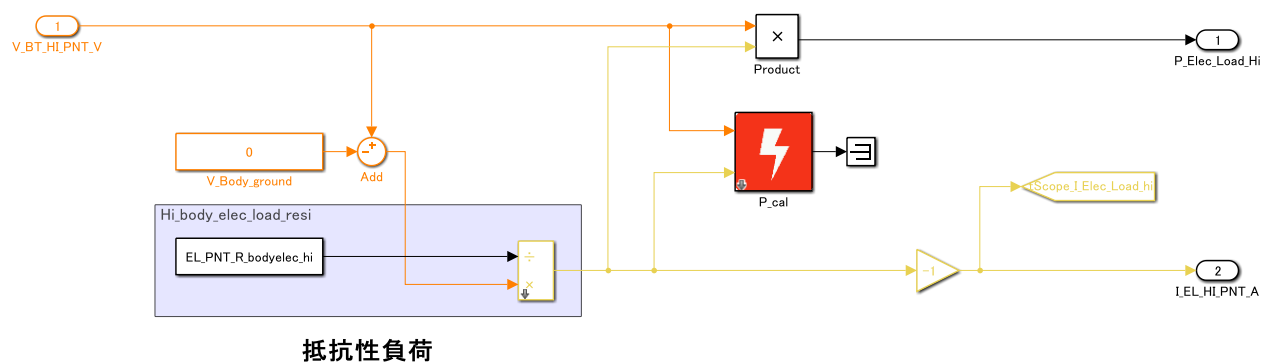 1
V_BT_HI_PNT_V
×
Product
1
P_Elec_Load_Hi
0
V_Body_ground
- +
Add
P_cal
Scope_I_Elec_Load_hi
Hi_body_elec_load_resi
EL_PNT_R_bodyelec_hi
÷
×
-1
2
I_EL_HI_PNT_A
抵抗性負荷